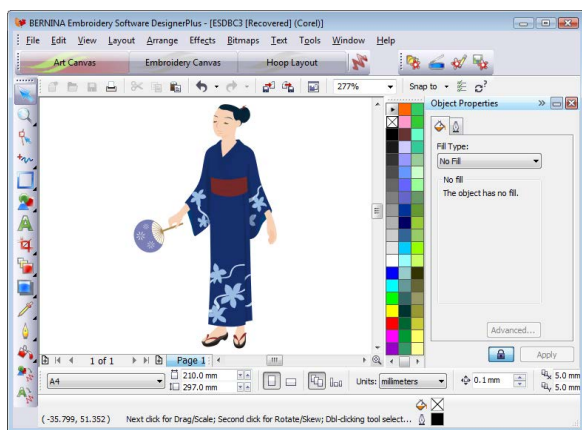 BERNINA Embroidery Software DesignerPlus - [ESDBC3 [Recovered] (Corel)]
File Edit View Layout Arrange Effects Bitmaps Text Tools Window Help
Art Canvas Embroidery Canvas Hoop Layout
277% Snap to
Object Properties
Fill Type:
No Fill
No fill
The object has no fill.
Advanced...
Apply
1 of 1 Page 1
A4 210.0 mm 297.0 mm Units: millimeters 0.1 mm 5.0 mm 5.0 mm
( -35.799, 51.352 ) Next click for Drag/Scale; Second click for Rotate/Skew; Dbl-clicking tool select...